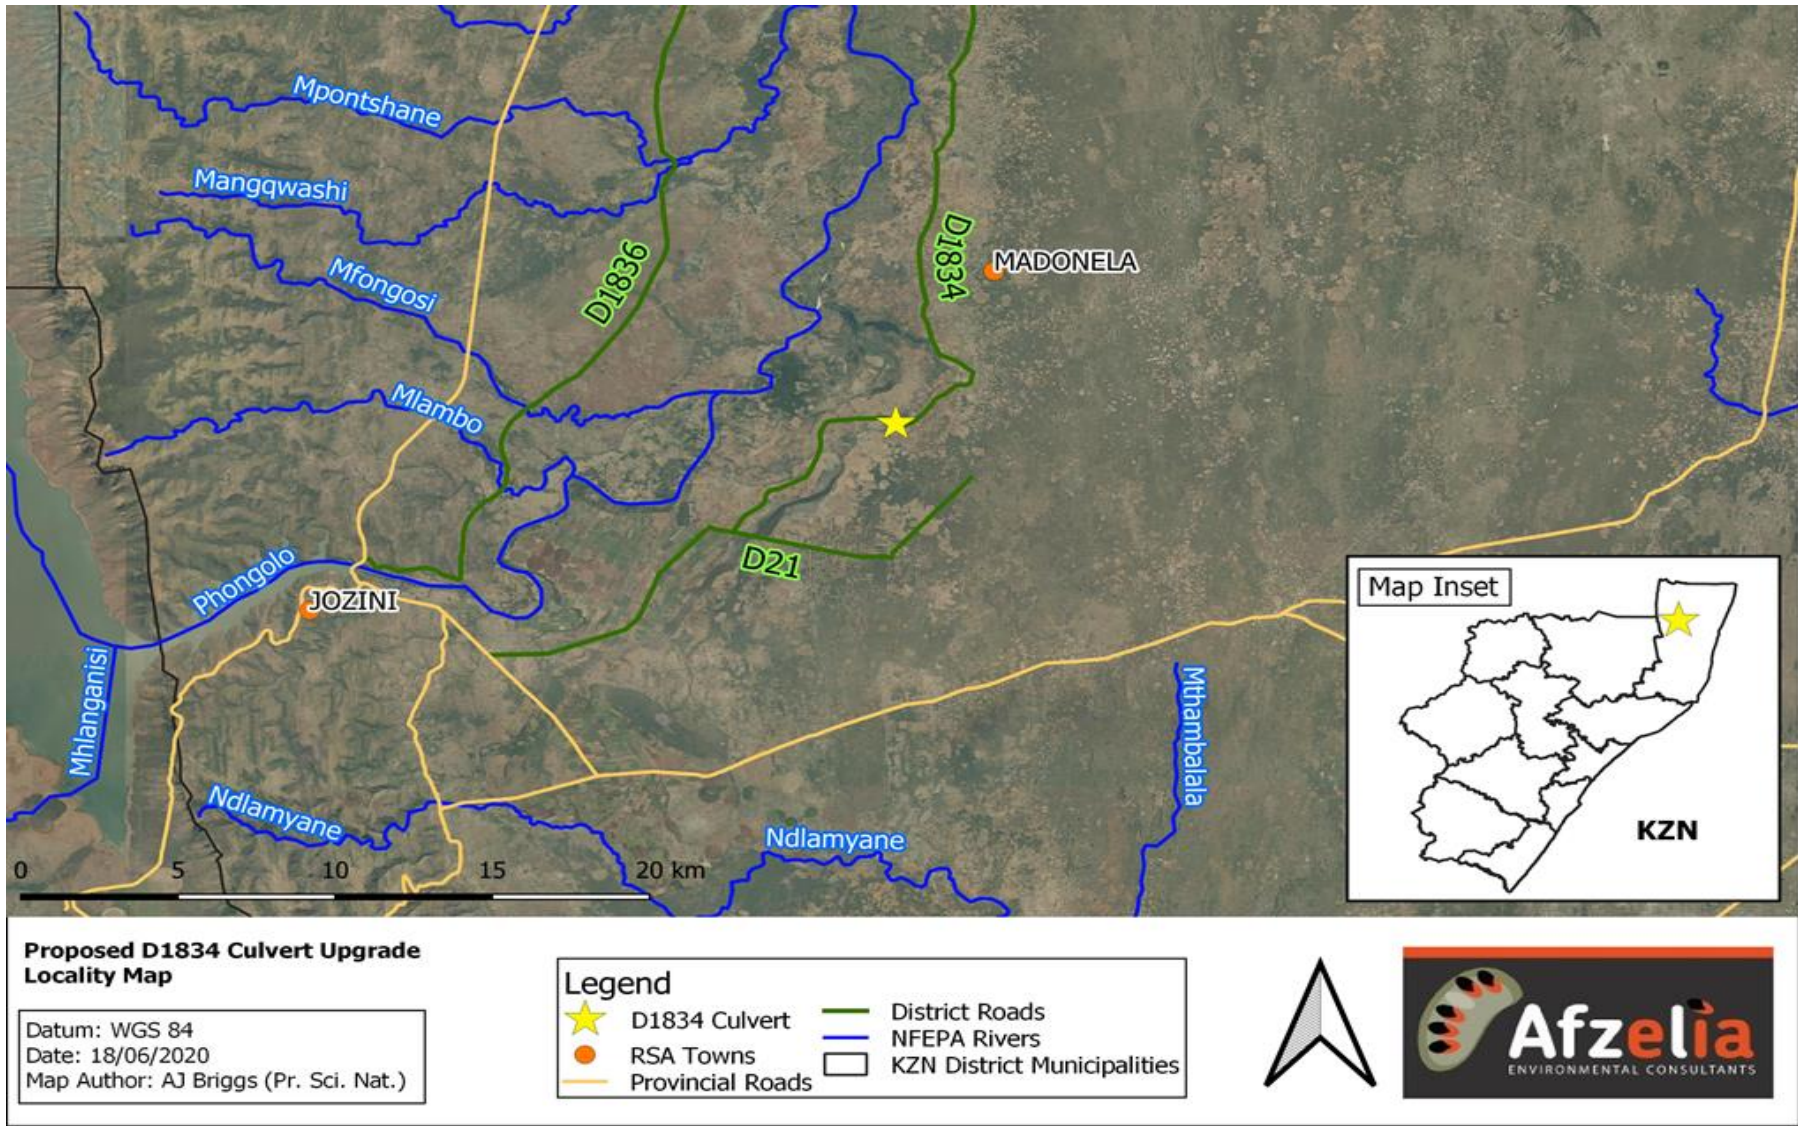 Mpontshane
Mangqwashi
Mfongosi
D1836
D1834
MADONELA
Mlambo
D21
Phongolo
JOZINI
Mhlanganisi
Mthambalala
Ndlamyane
Ndlamyane
0 5 10 15 20 km
Map Inset
KZN
Proposed D1834 Culvert Upgrade
Locality Map
Datum: WGS 84
Date: 18/06/2020
Map Author: AJ Briggs (Pr. Sci. Nat.)
Legend
D1834 Culvert
RSA Towns
Provincial Roads
District Roads
NFEPA Rivers
KZN District Municipalities
Afzelia
ENVIRONMENTAL CONSULTANTS